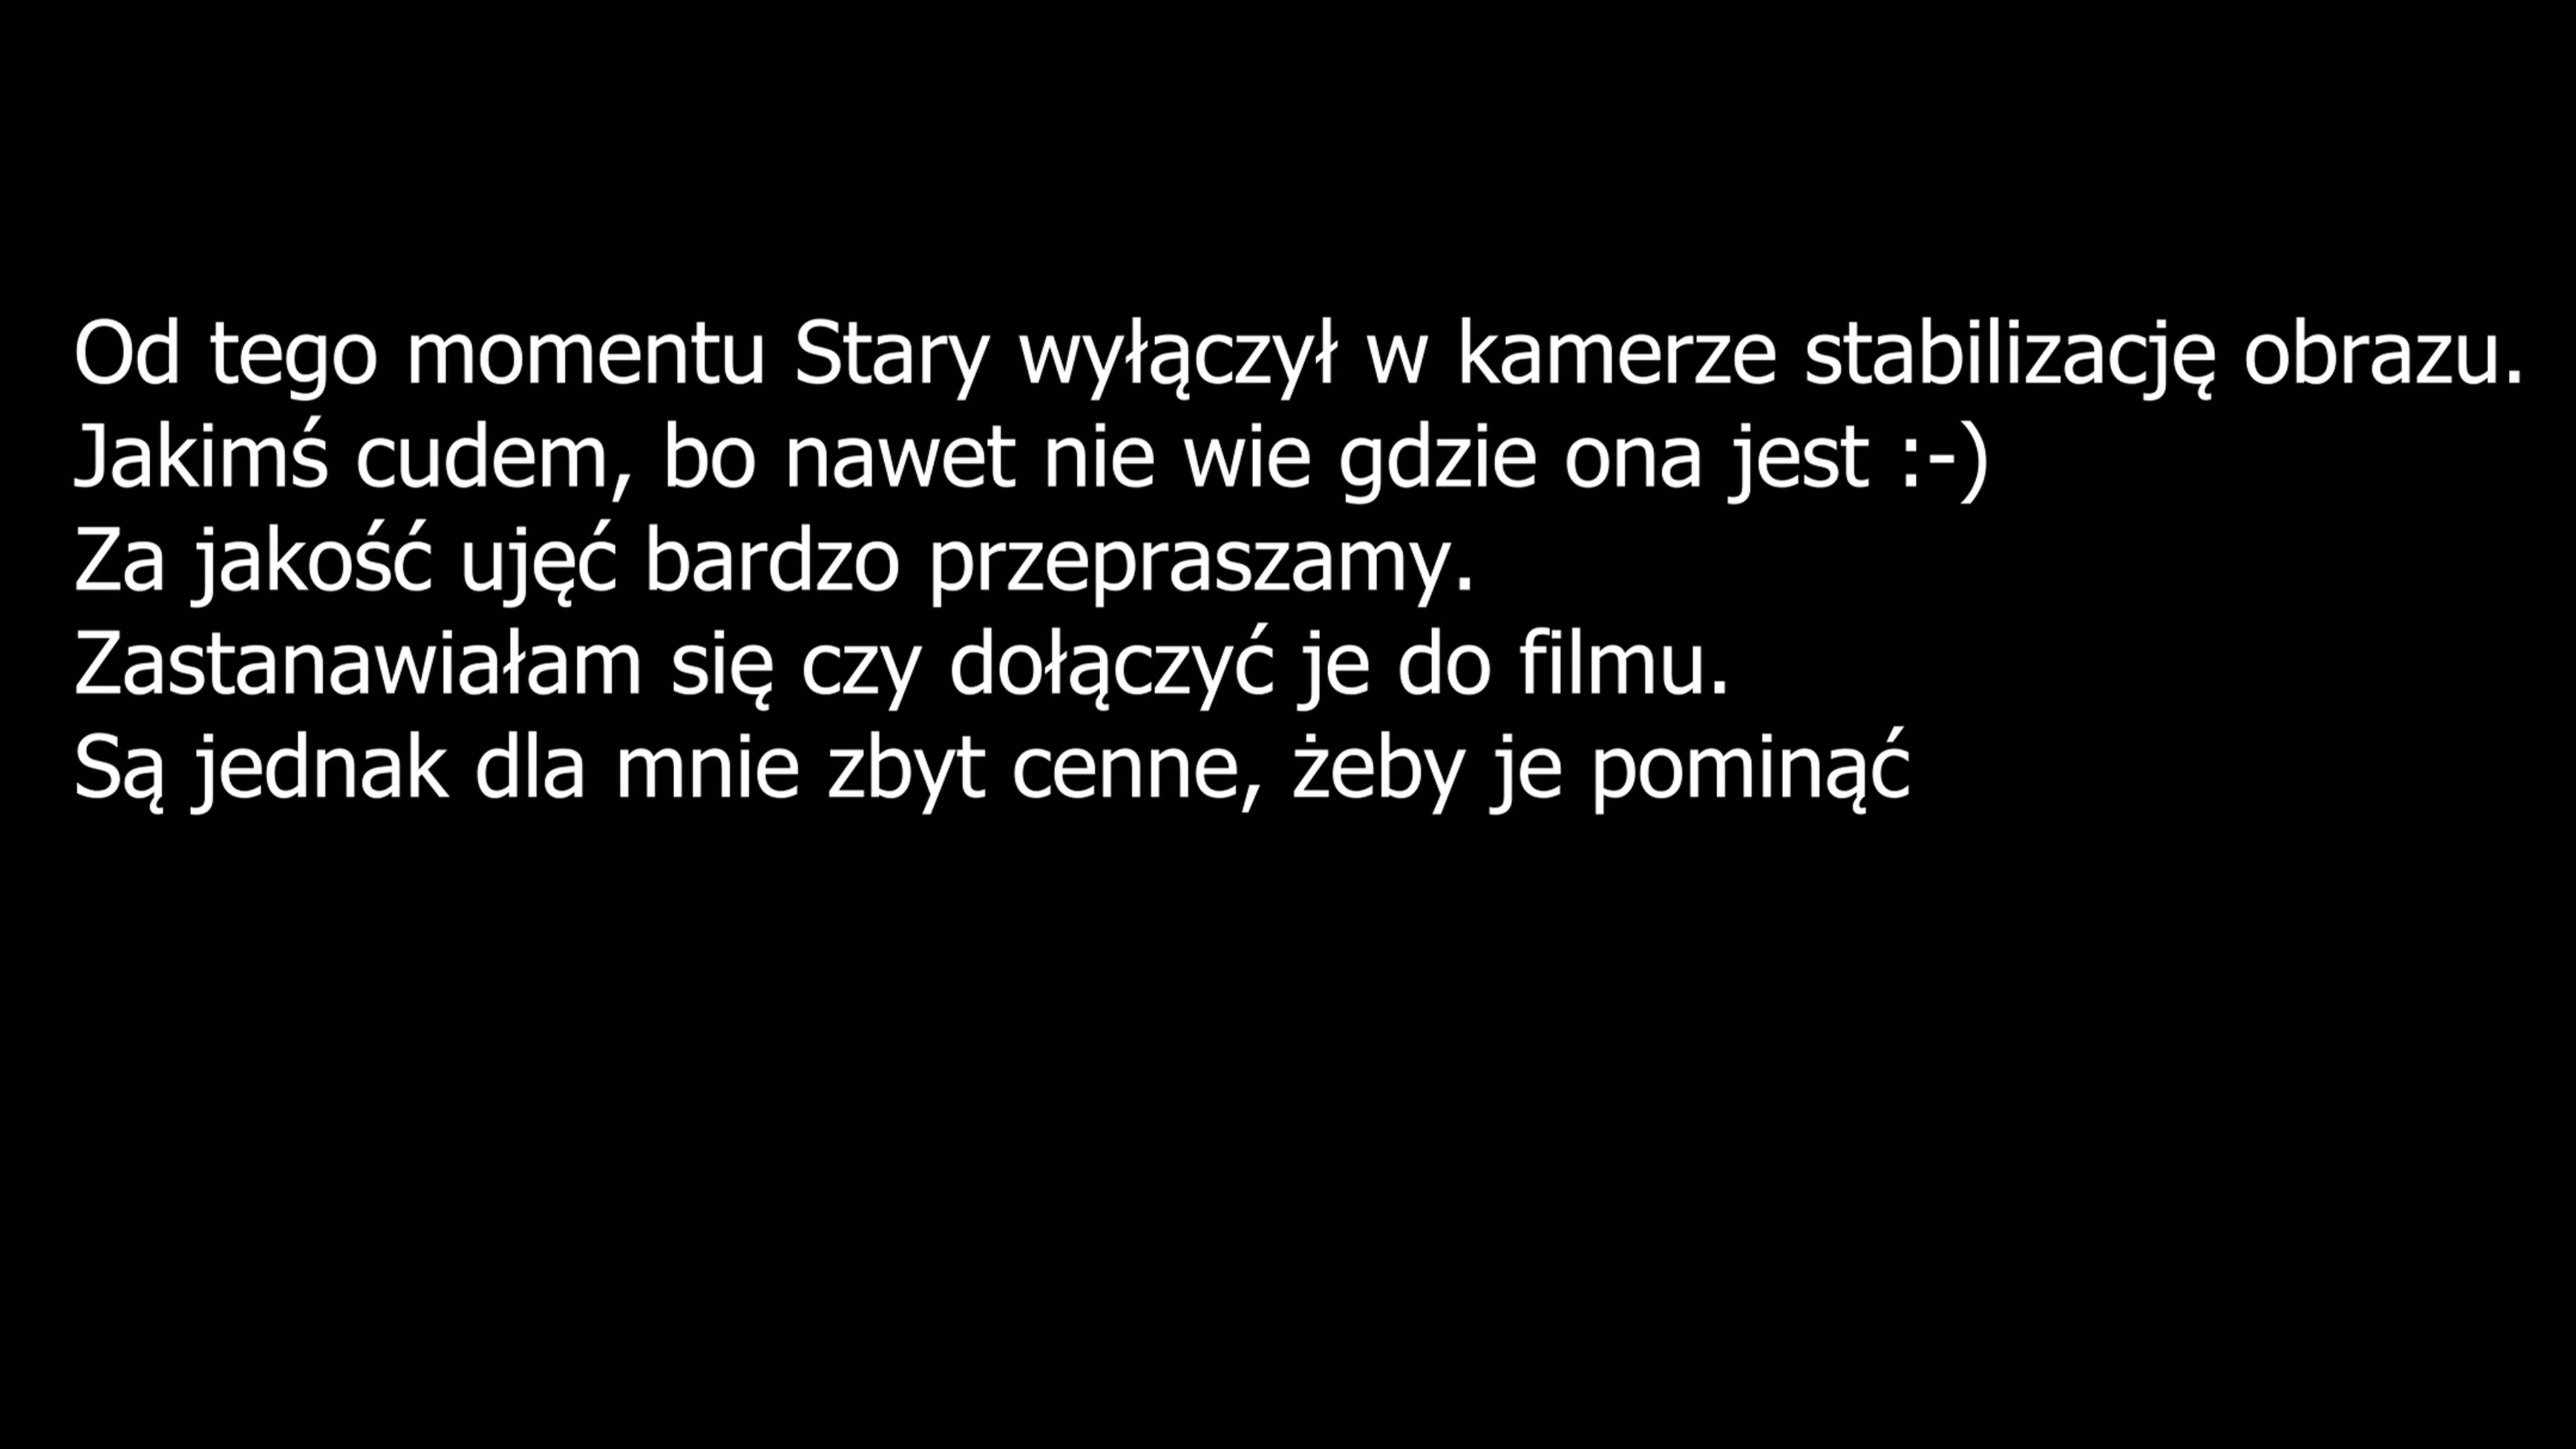 Od tego momentu Stary wyłączył w kamerze stabilizację obrazu.
Jakimś cudem, bo nawet nie wie gdzie ona jest :-)
Za jakość ujęć bardzo przepraszamy.
Zastanawiałam się czy dołączyć je do filmu.
Są jednak dla mnie zbyt cenne, żeby je pominąć